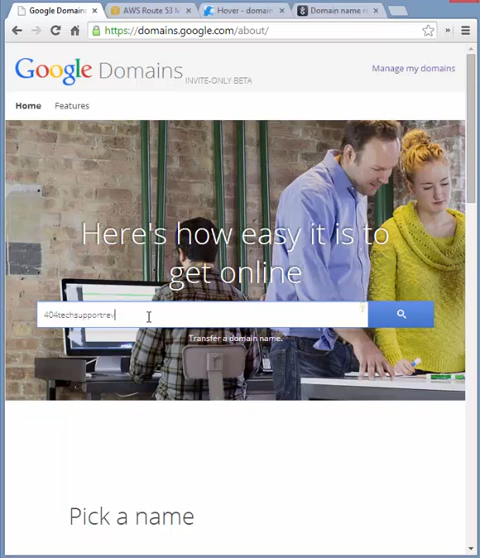 Google Domain
AWS Route 53 M
Hover - domain
Domain name r
https://domains.google.com/about/
Google Domains
INVITE-ONLY BETA
Manage my domains
Home
Features
Here's how easy it is to
get online
404techsupportrev
Transfer a domain name.
Pick a name